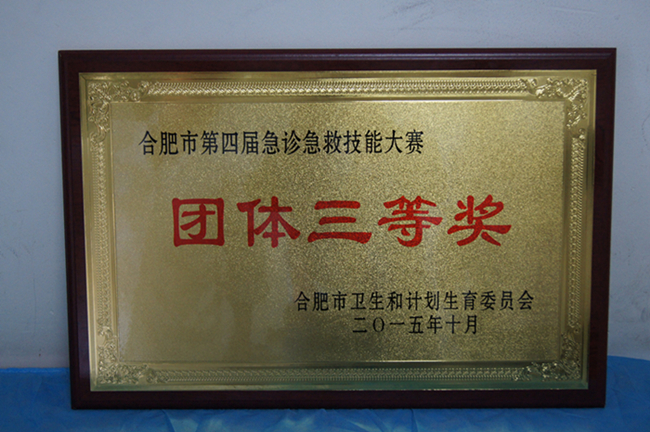 合肥市第四届急诊急救技能大赛
团体三等奖
合肥市卫生和计划生育委员会
二〇一五年十月